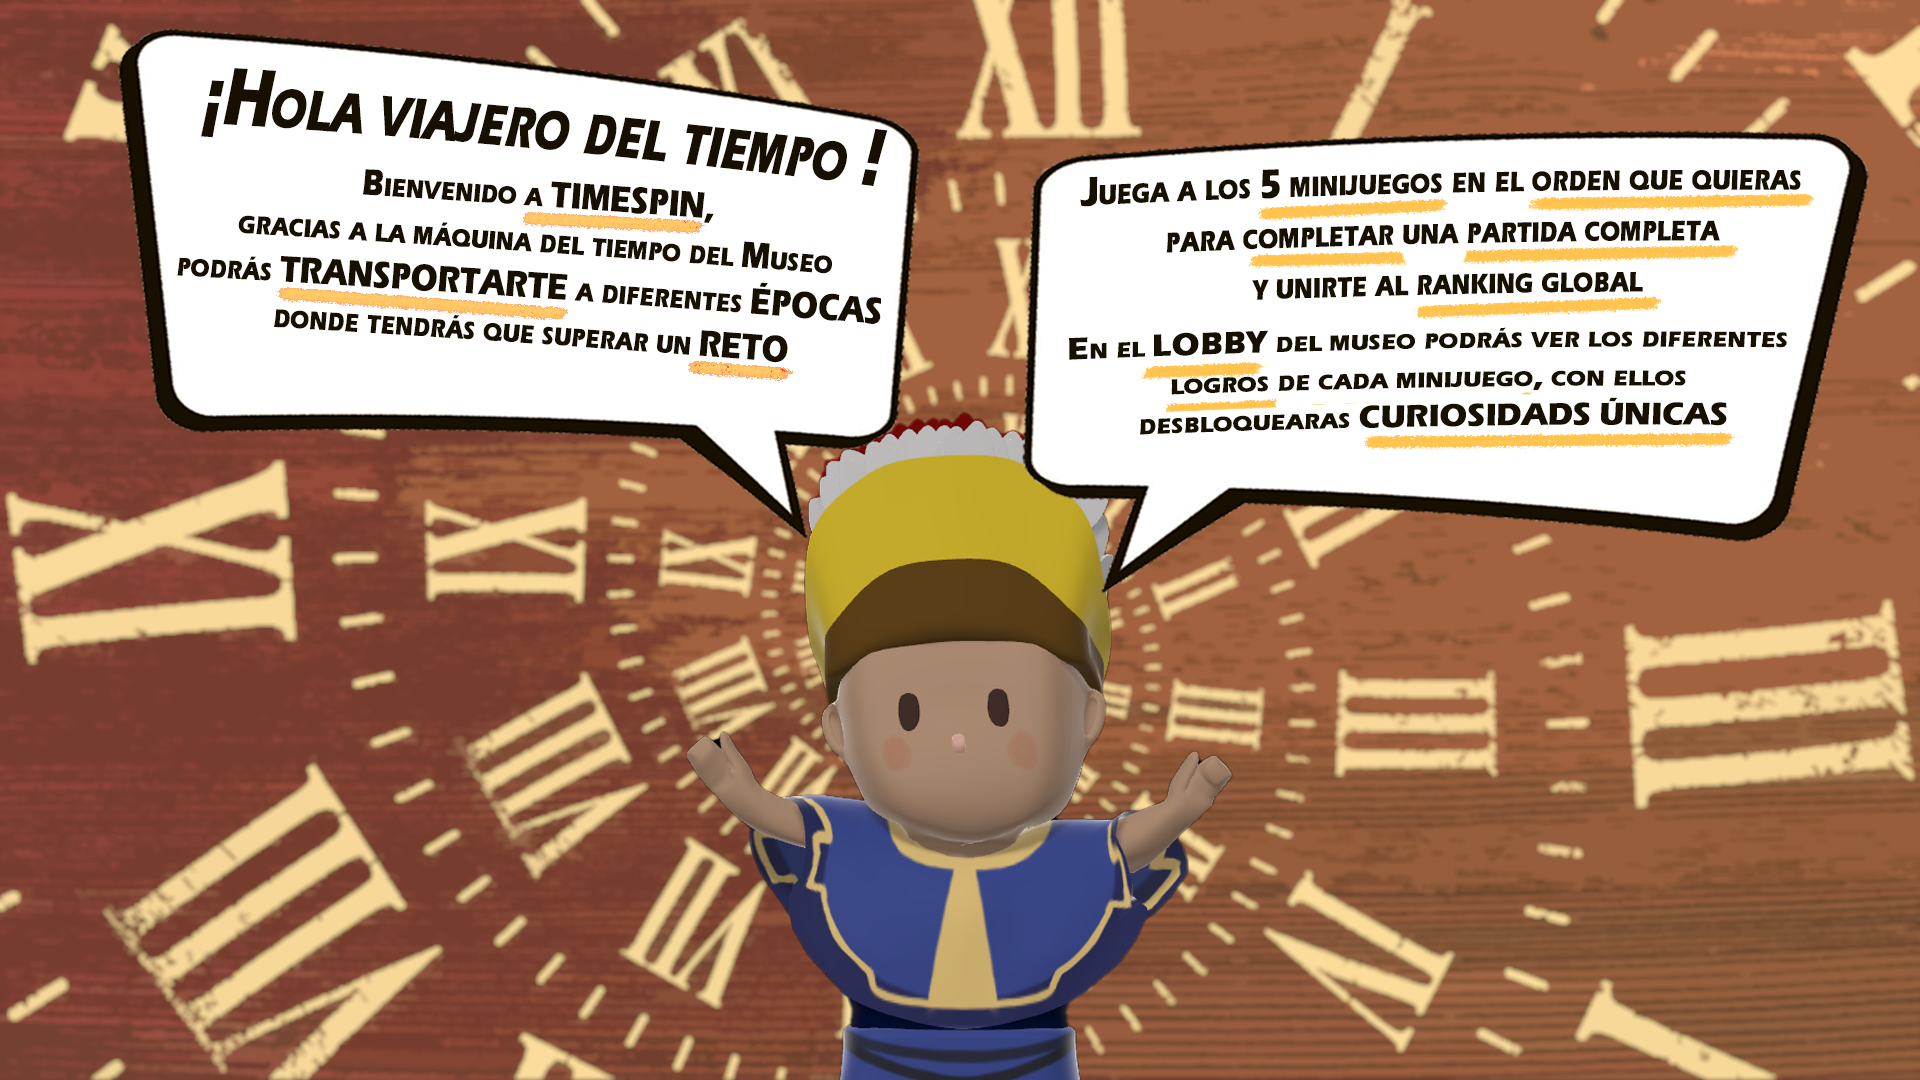 ¡Hola viajero del tiempo !
Bienvenido a TIMESPIN,
gracias a la máquina del tiempo del Museo
podrás TRANSPORTARTE a diferentes ÉPOCAS
donde tendrás que superar un RETO
Juega a los 5 minijuegos en el orden que quieras
para completar una partida completa
y unirte al ranking global
En el LOBBY del museo podrás ver los diferentes
logros de cada minijuego, con ellos
desbloquearas CURIOSIDADS ÚNICAS